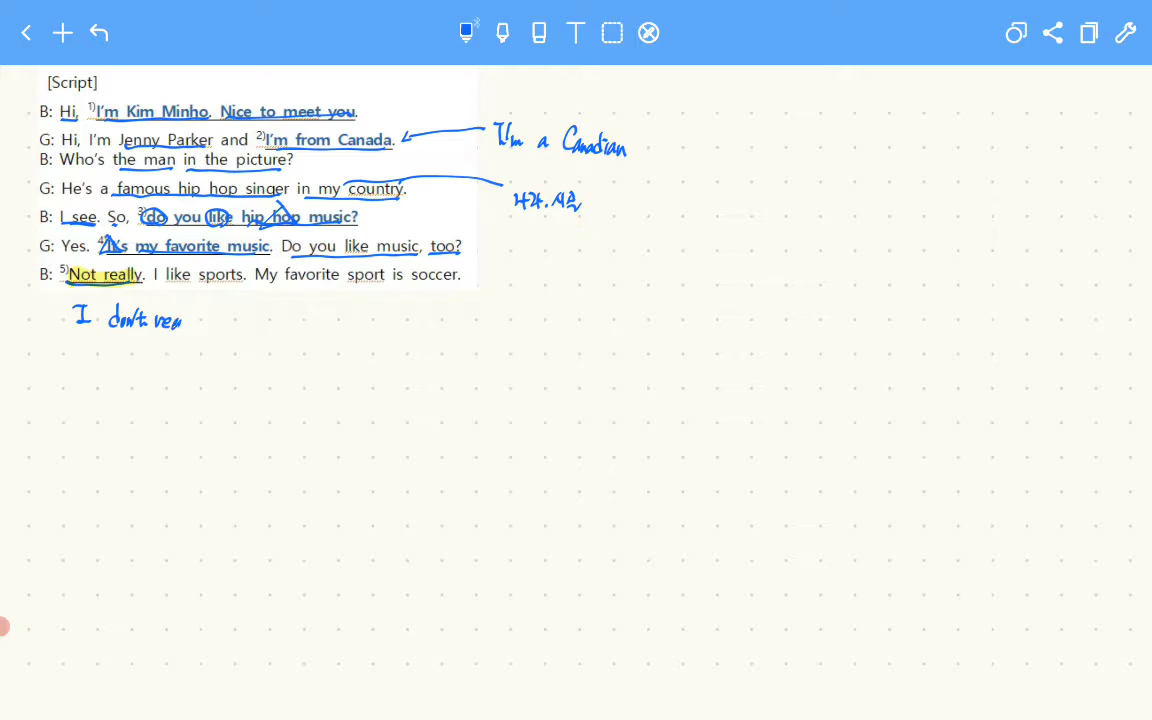 [Script]
B: Hi, 1)I'm Kim Minho. Nice to meet you.
G: Hi, I'm Jenny Parker and 2)I'm from Canada.
I'm a Canadian
B: Who's the man in the picture?
G: He's a famous hip hop singer in my country.
B: I see. So, 3)do you like hip hop music?
G: Yes. 4)It's my favorite music. Do you like music, too?
B: 5)Not really. I like sports. My favorite sport is soccer.
I don't rea